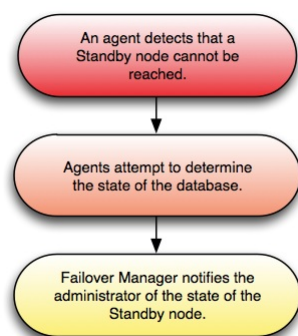 An agent detects that a
Standby node cannot be
reached.
Agents attempt to determine
the state of the database.
Failover Manager notifies the
administrator of the state of the
Standby node.